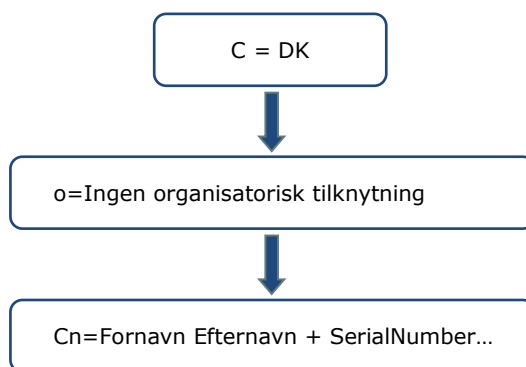 C = DK
o=Ingen organisatorisk tilknytning
Cn=Fornavn Efternavn + SerialNumber...